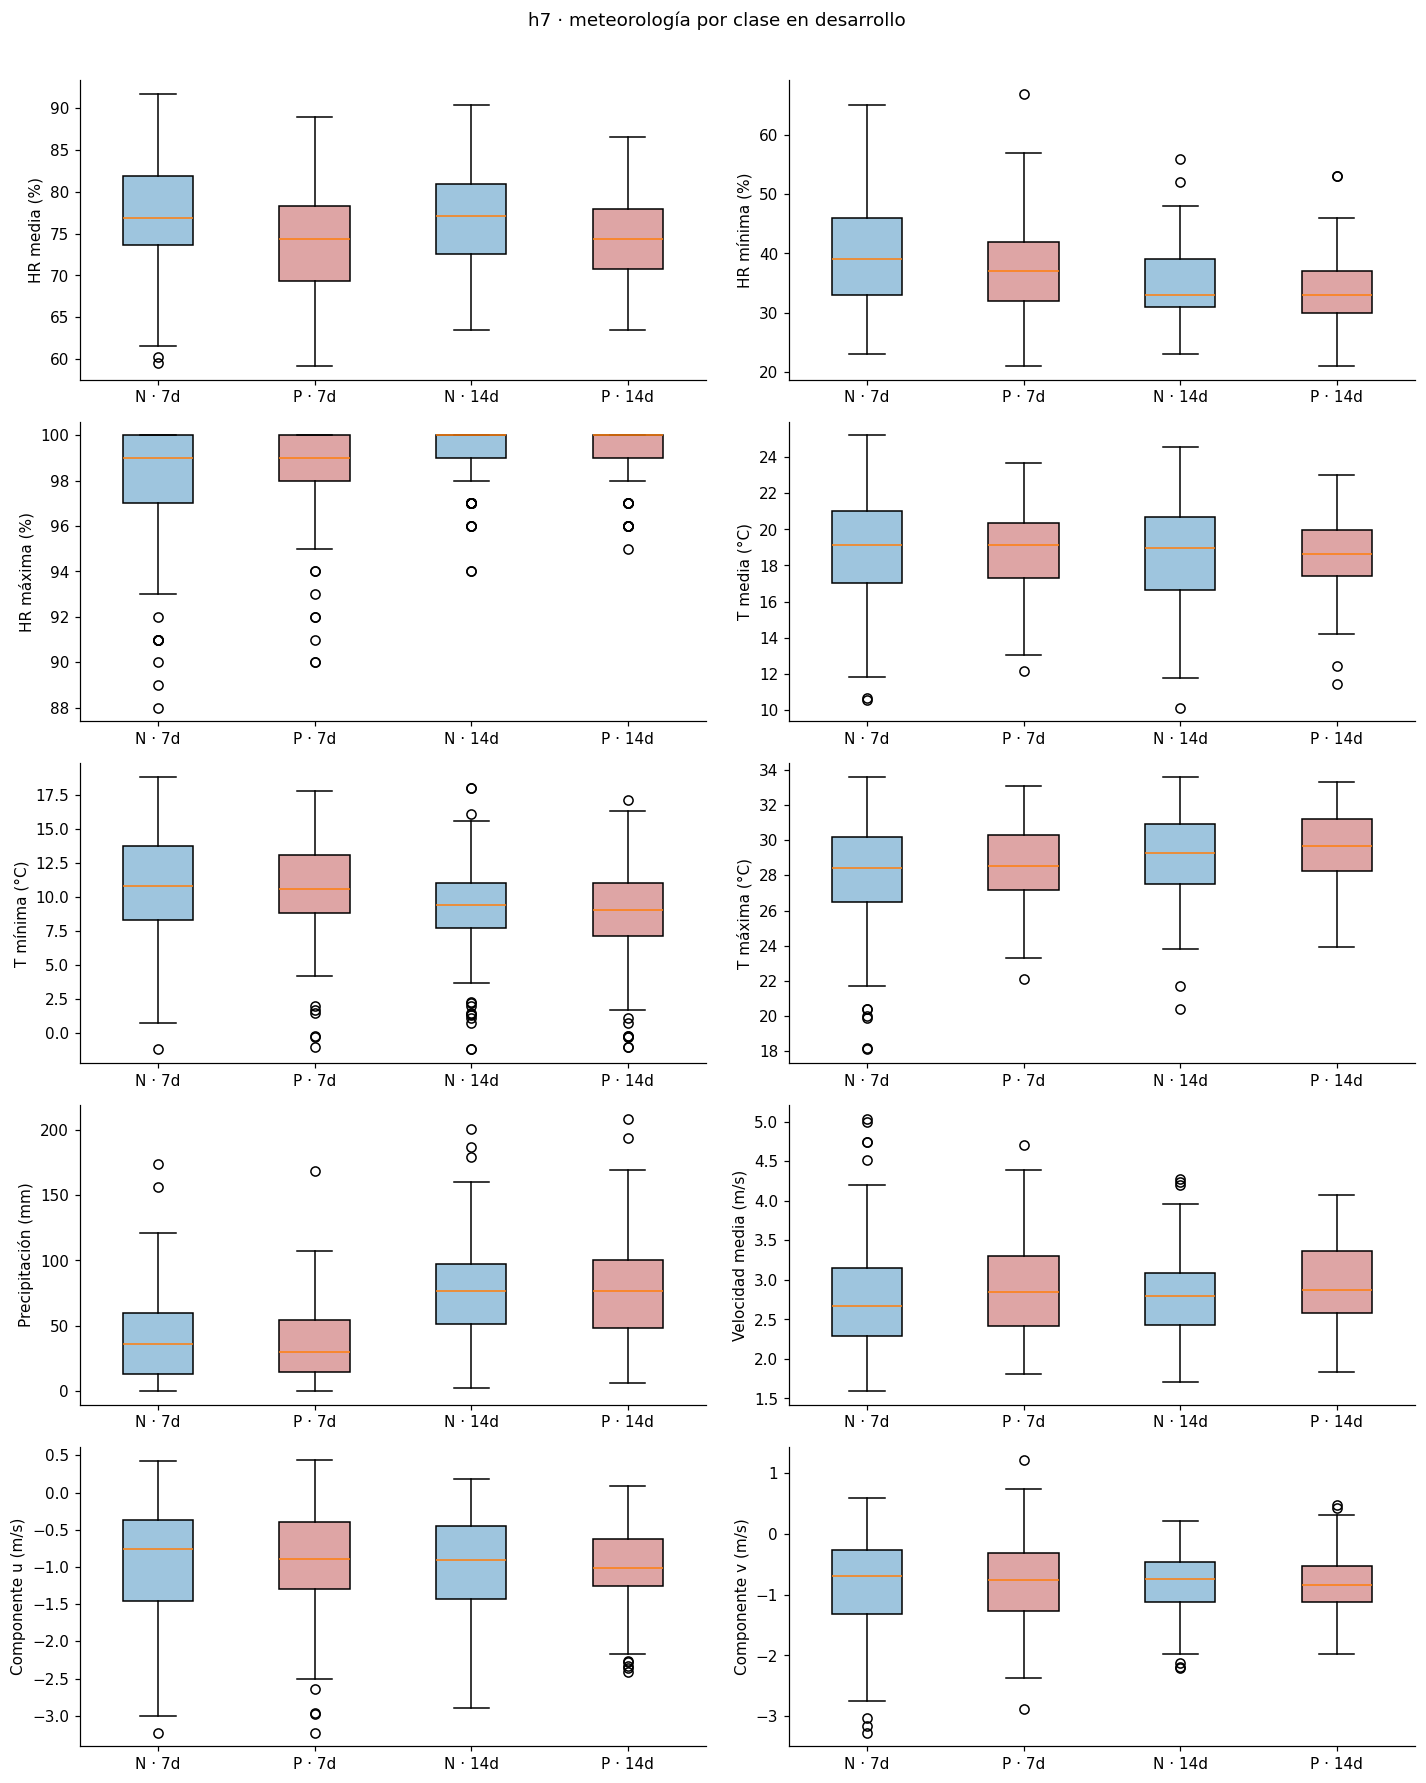 h7 · meteorología por clase en desarrollo
HR media (%)
90
85
80
75
70
65
60
N · 7d
P · 7d
N · 14d
P · 14d
HR mínima (%)
60
50
40
30
20
N · 7d
P · 7d
N · 14d
P · 14d
HR máxima (%)
100
98
96
94
92
90
88
N · 7d
P · 7d
N · 14d
P · 14d
T media (°C)
24
22
20
18
16
14
12
10
N · 7d
P · 7d
N · 14d
P · 14d
T mínima (°C)
17.5
15.0
12.5
10.0
7.5
5.0
2.5
0.0
N · 7d
P · 7d
N · 14d
P · 14d
T máxima (°C)
34
32
30
28
26
24
22
20
18
N · 7d
P · 7d
N · 14d
P · 14d
Precipitación (mm)
200
150
100
50
0
N · 7d
P · 7d
N · 14d
P · 14d
Velocidad media (m/s)
5.0
4.5
4.0
3.5
3.0
2.5
2.0
1.5
N · 7d
P · 7d
N · 14d
P · 14d
Componente u (m/s)
0.5
0.0
−0.5
−1.0
−1.5
−2.0
−2.5
−3.0
N · 7d
P · 7d
N · 14d
P · 14d
Componente v (m/s)
1
0
−1
−2
−3
N · 7d
P · 7d
N · 14d
P · 14d